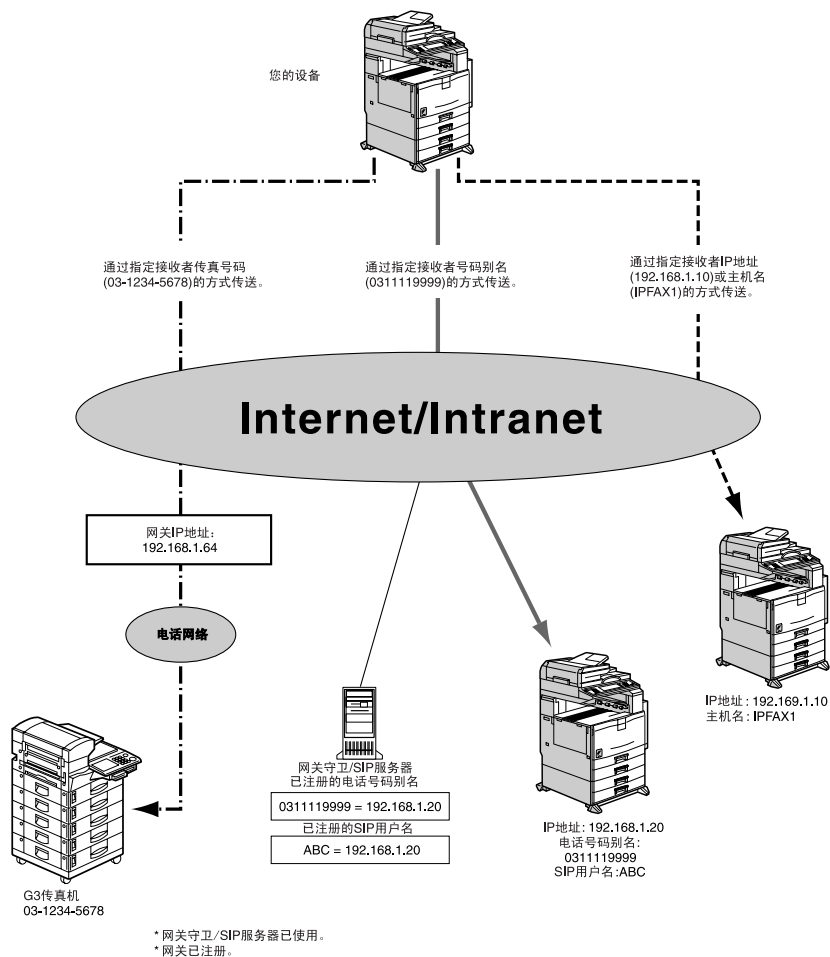 您的设备
通过指定接收者传真号码
(03-1234-5678)的方式传送。
通过指定接收者号码别名
(0311119999)的方式传送。
通过指定接收者IP地址
(192.168.1.10)或主机名
(IPFAX1)的方式传送。
Internet/Intranet
网关IP地址:
192.168.1.64
电话网络
IP地址: 192.169.1.10
主机名: IPFAX1
网关守卫/SIP服务器
已注册的电话号码别名
0311119999 = 192.168.1.20
已注册的SIP用户名
ABC = 192.168.1.20
IP地址: 192.168.1.20
电话号码别名:
0311119999
SIP用户名:ABC
G3传真机
03-1234-5678
* 网关守卫/SIP服务器已使用。
* 网关已注册。